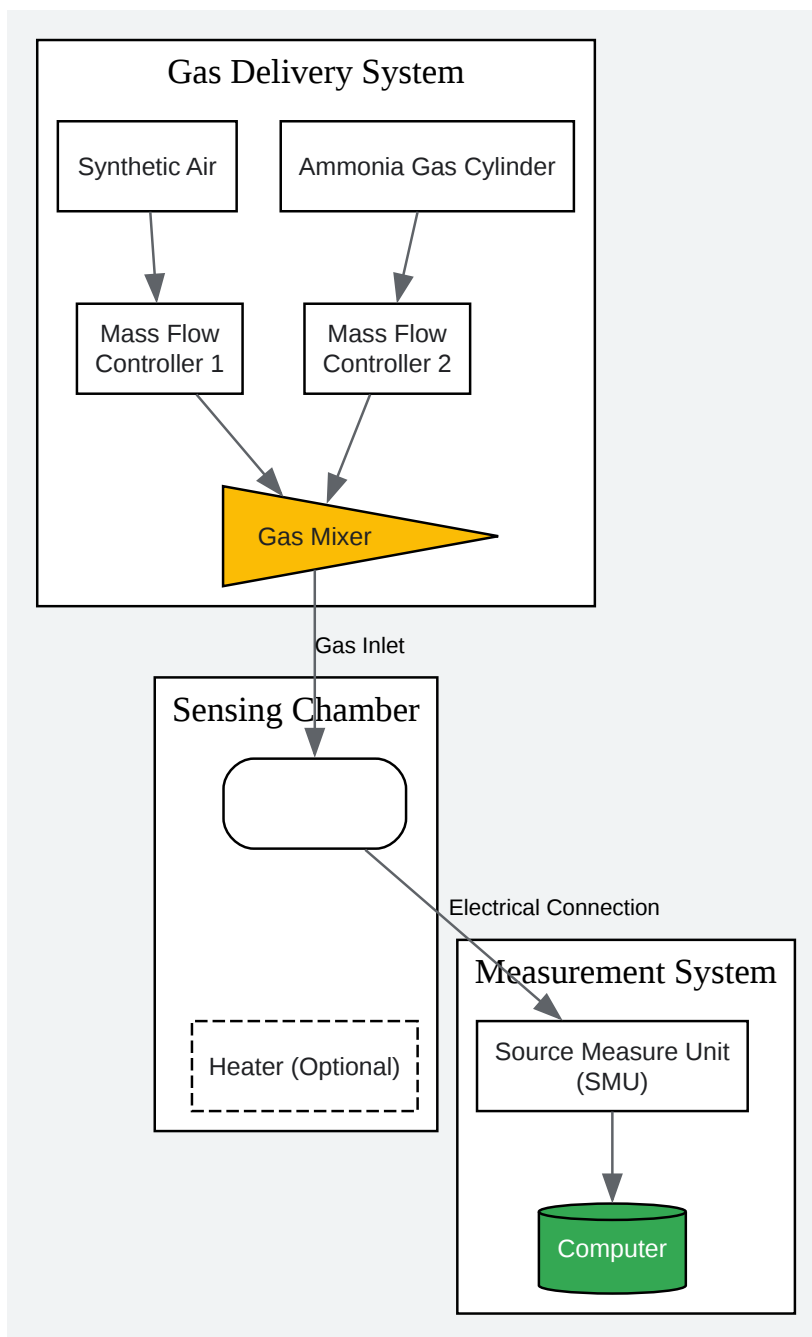 Gas Delivery System
Synthetic Air
Ammonia Gas Cylinder
Mass Flow
Controller 1
Mass Flow
Controller 2
Gas Mixer
Gas Inlet
Sensing Chamber
Electrical Connection
Measurement System
Source Measure Unit
(SMU)
Heater (Optional)
Computer